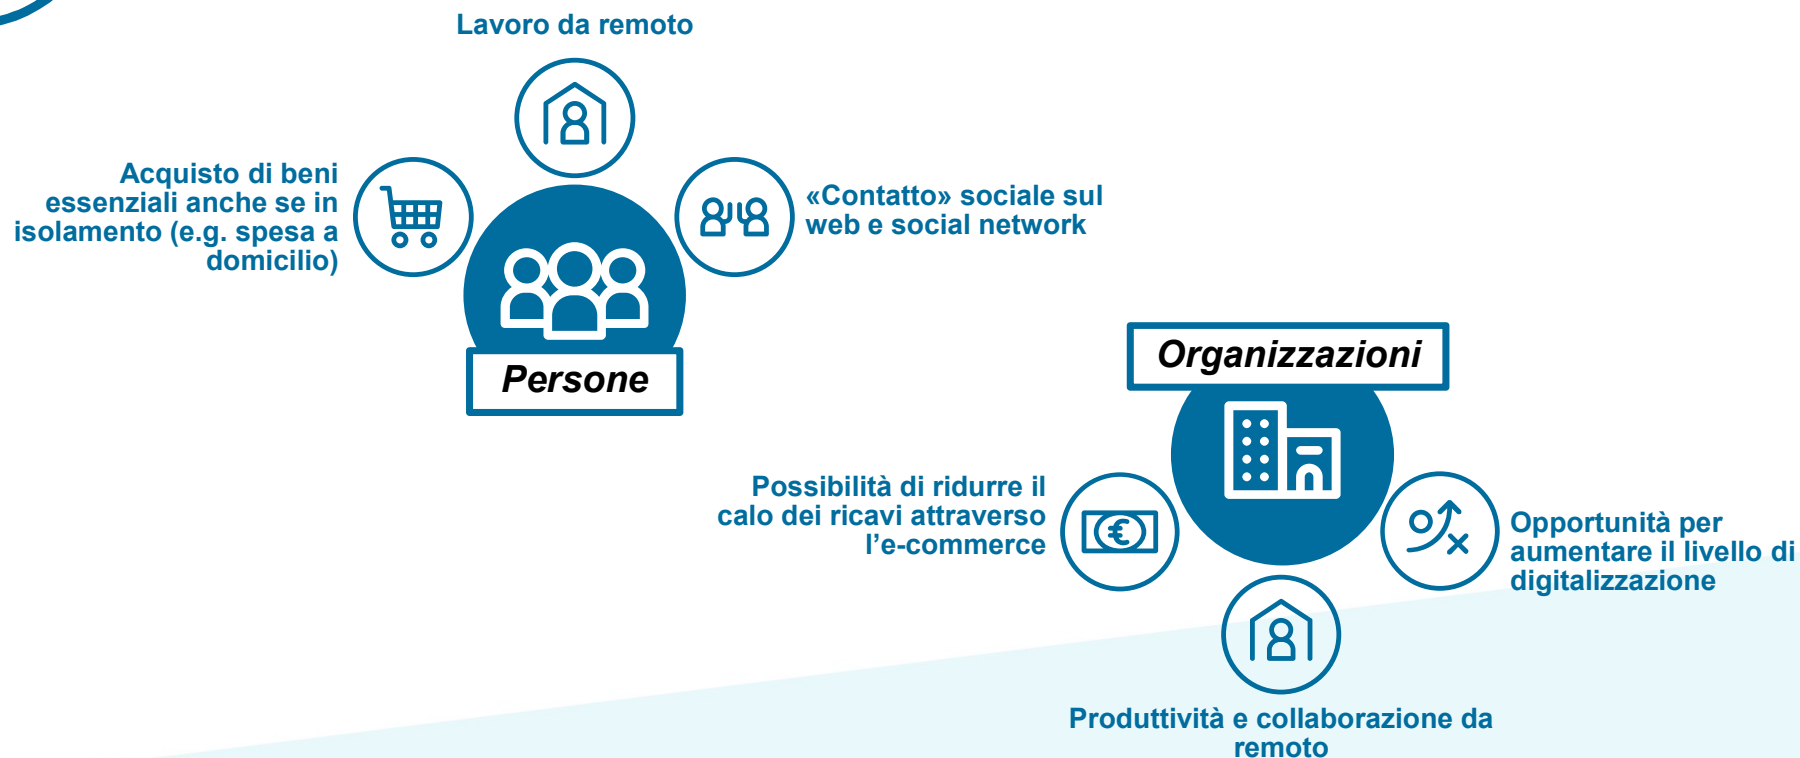 Lavoro da remoto
Acquisto di beni
essenziali anche se in
isolamento (e.g. spesa a
domicilio)
«Contatto» sociale sul
web e social network
Persone
Organizzazioni
Possibilità di ridurre il
calo dei ricavi attraverso
l’e-commerce
Opportunità per
aumentare il livello di
digitalizzazione
Produttività e collaborazione da
remoto